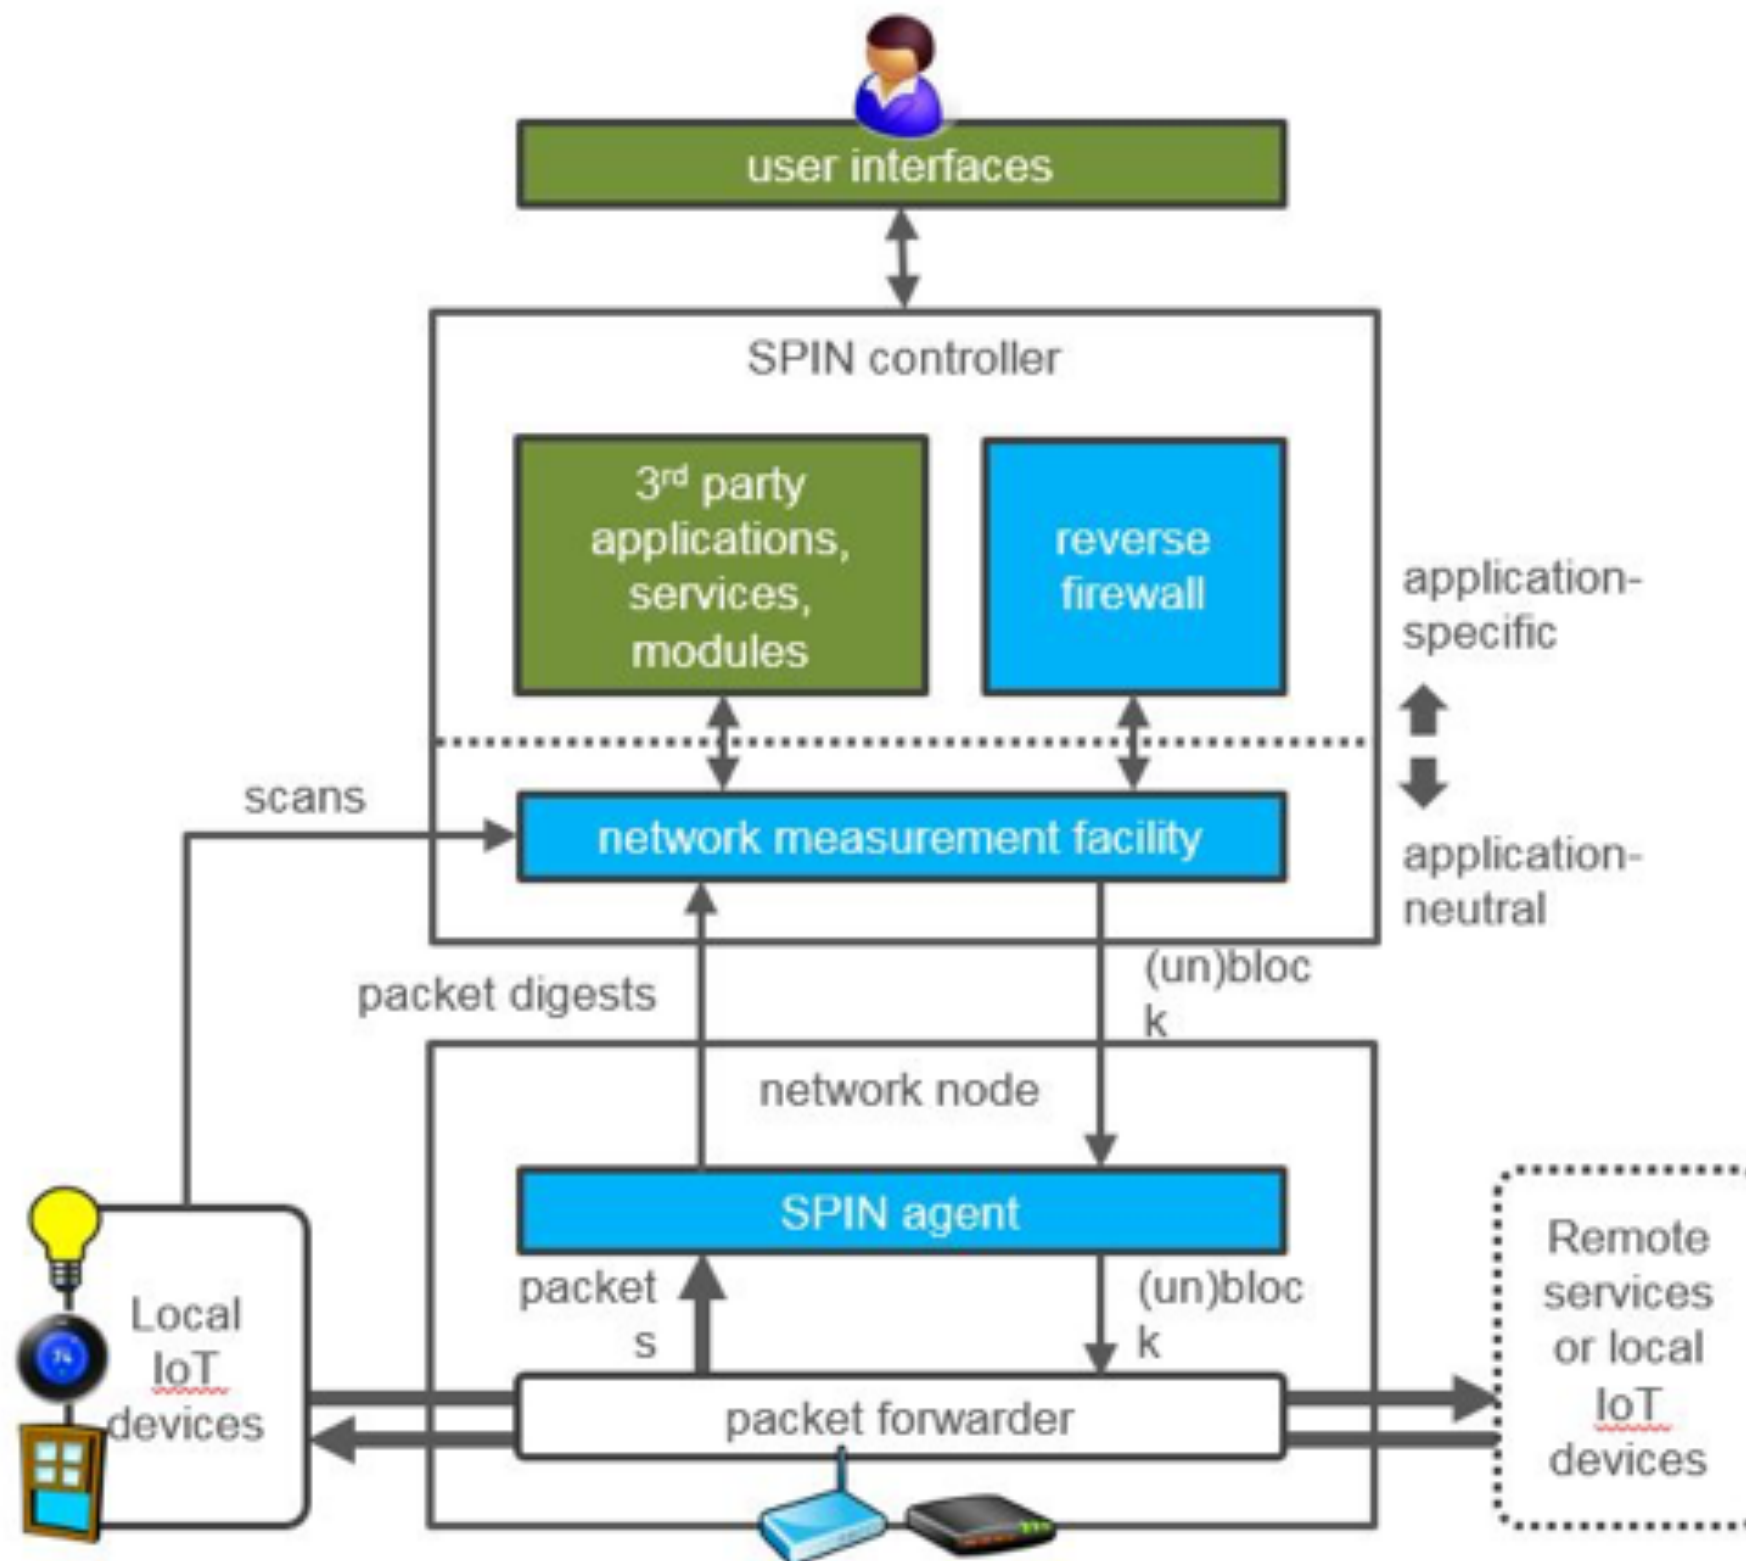 user interfaces
SPIN controller
3rd party
applications,
services,
modules
reverse
firewall
application-
specific
scans
network measurement facility
application-
neutral
packet digests
(un)bloc
k
network node
SPIN agent
packet
s
(un)bloc
k
Local
IoT
devices
74
packet forwarder
Remote
services
or local
IoT
devices